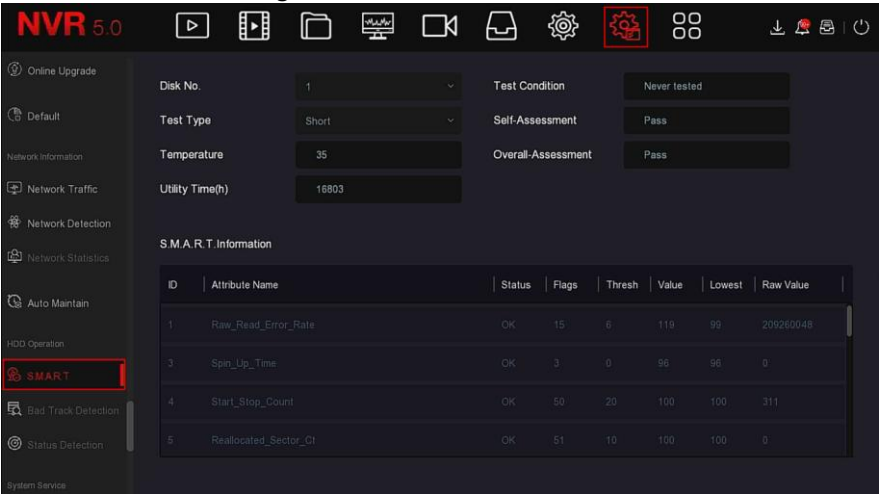 NVR 5.0
Online Upgrade
Default
Network Information
Network Traffic
Network Detection
Network Statistics
Auto Maintain
HDD Operation
SMART
Bad Track Detection
Status Detection
System Service
Disk No. 1 Test Condition Never tested
Test Type Short Self-Assessment Pass
Temperature 35 Overall-Assessment Pass
Utility Time(h) 16803
S.M.A.R.T.Information
ID Attribute Name Status Flags Thresh Value Lowest Raw Value
1 Raw_Read_Error_Rate OK 15 6 119 99 209260048
3 Spin_Up_Time OK 3 0 96 96 0
4 Start_Stop_Count OK 50 20 100 100 311
5 Reallocated_Sector_Ct OK 51 10 100 100 0